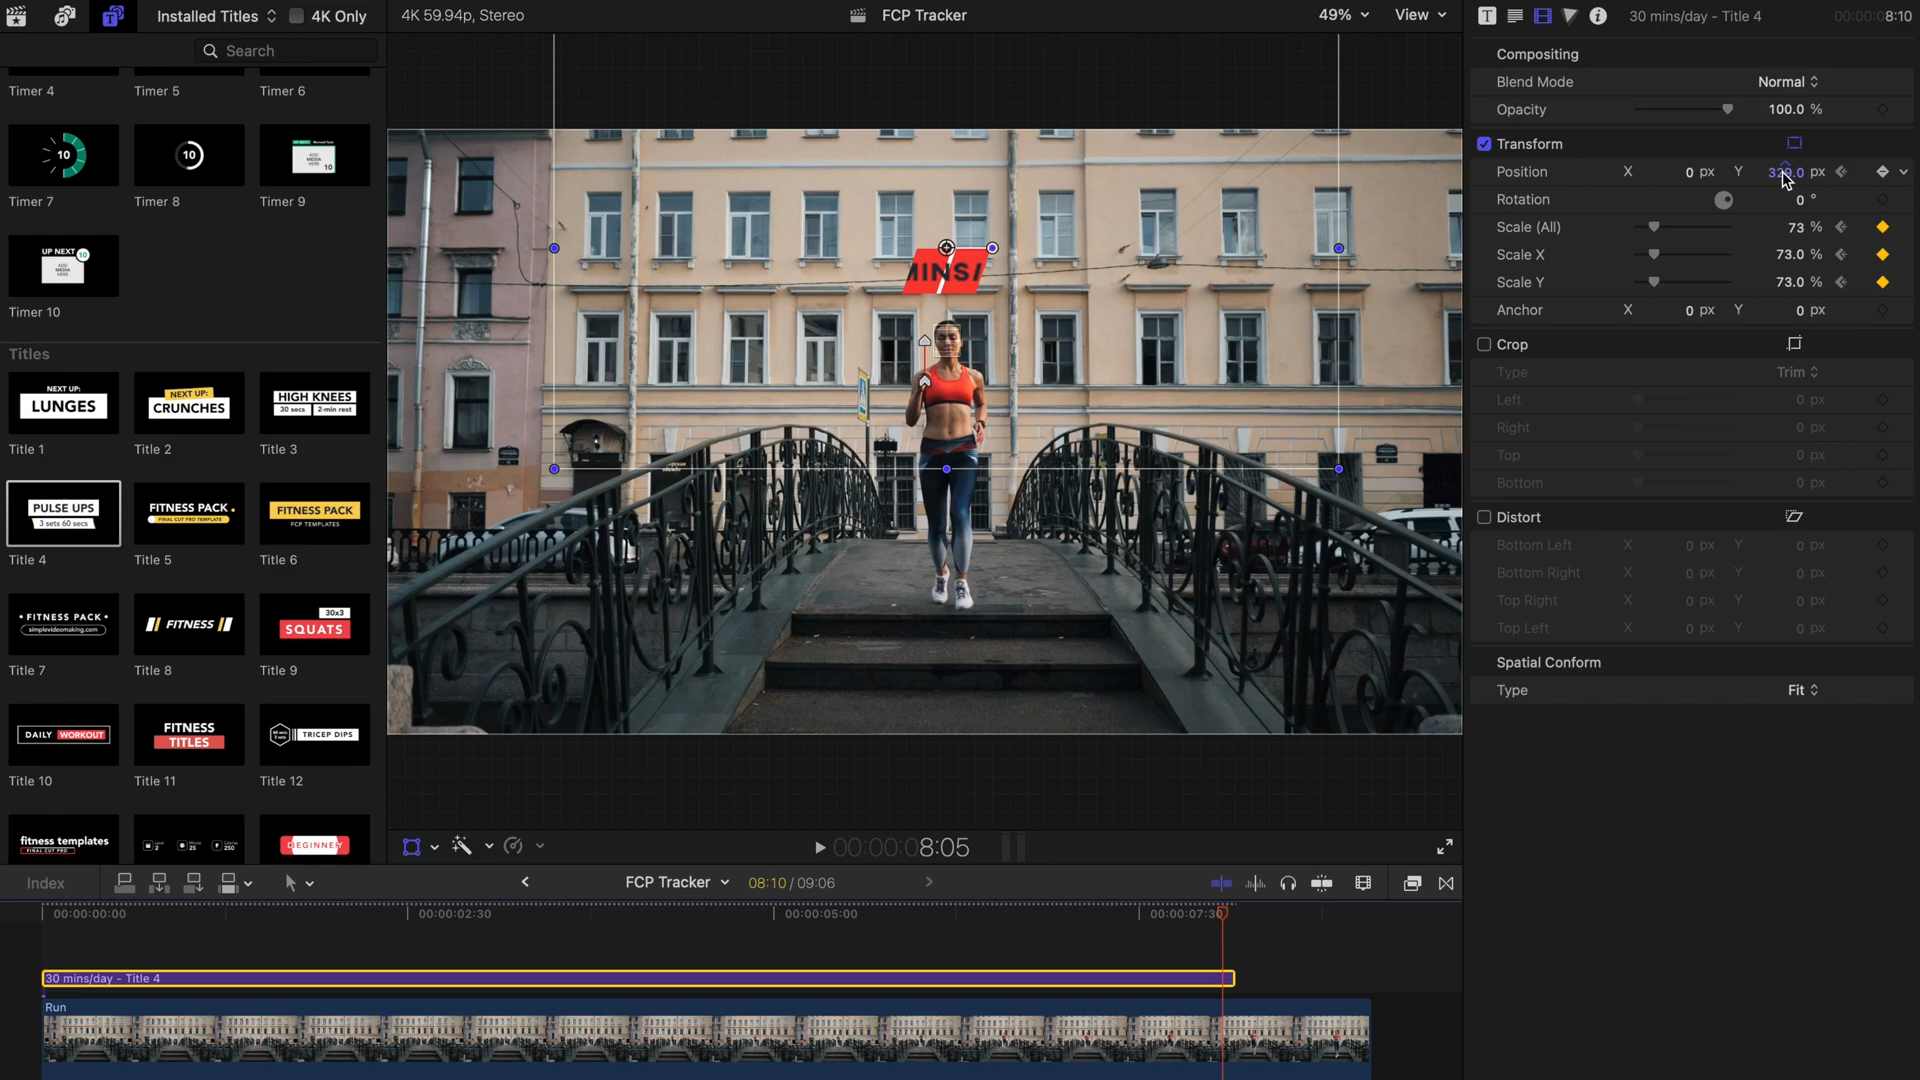 Installed Titles
4K Only
4K 59.94p, Stereo
FCP Tracker
49%
View
30 mins/day - Title 4
00:00:00:08:10
Search
Timer 4
Timer 5
Timer 6
10
10
10
Timer 7
Timer 8
Timer 9
UP NEXT
10
ADD
MEDIA
HERE
Timer 10
Titles
NEXT UP:
LUNGES
NEXT UP:
CRUNCHES
HIGH KNEES
30 secs
2-min rest
Title 1
Title 2
Title 3
PULSE UPS
3 sets 60 secs
FITNESS PACK
FINAL CUT PRO TEMPLATE
FITNESS PACK
FCP TEMPLATES
Title 4
Title 5
Title 6
• FITNESS PACK •
simplevideomaking.com
// FITNESS //
30x3
SQUATS
Title 7
Title 8
Title 9
DAILY WORKOUT
FITNESS
TITLES
TRICEP DIPS
Title 10
Title 11
Title 12
fitness templates
FINAL CUT PRO
BEGINNER
MINS/
Compositing
Blend Mode
Normal
Opacity
100.0 %
Transform
Position
X
0 px
Y
px
Rotation
0 °
Scale (All)
73 %
Scale X
73.0 %
Scale Y
73.0 %
Anchor
X
0 px
Y
0 px
Crop
Type
Trim
Left
0 px
Right
0 px
Top
0 px
Bottom
0 px
Distort
Bottom Left
X
0 px
Y
0 px
Bottom Right
X
0 px
Y
0 px
Top Right
X
0 px
Y
0 px
Top Left
X
0 px
Y
0 px
Spatial Conform
Type
Fit
00:00:00:08:05
Index
FCP Tracker
08:10 / 09:06
00:00:00:00
00:00:02:30
00:00:05:00
00:00:07:30
30 mins/day - Title 4
Run